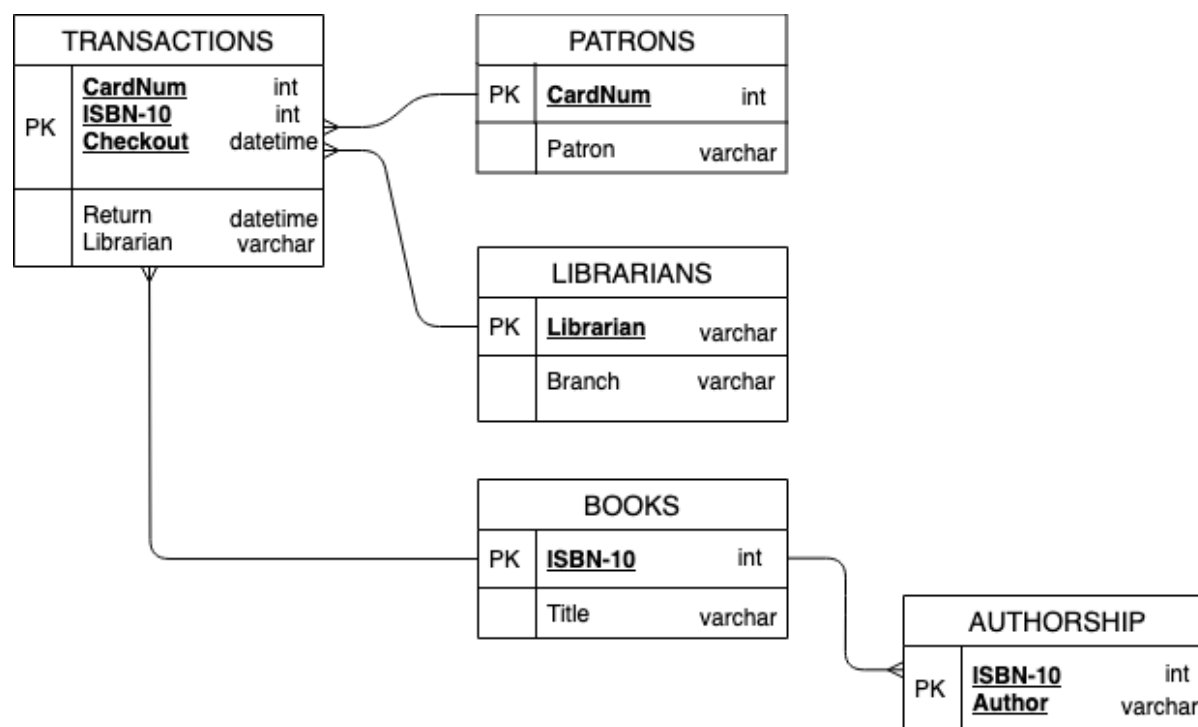 TRANSACTIONS
PK
CardNum int
ISBN-10 int
Checkout datetime
Return datetime
Librarian varchar
PATRONS
PK CardNum int
Patron varchar
LIBRARIANS
PK Librarian varchar
Branch varchar
BOOKS
PK ISBN-10 int
Title varchar
AUTHORSHIP
PK
ISBN-10 int
Author varchar